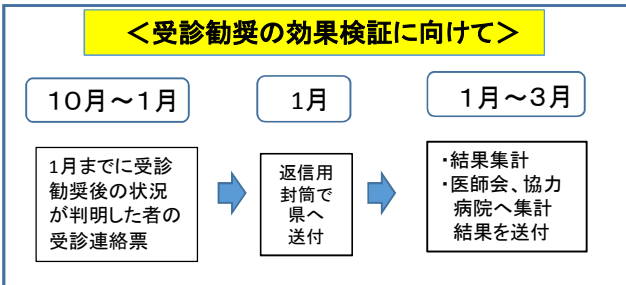 ＜受診勧奨の効果検証に向けて＞
１０月～１月
1月
１月～３月
1月までに受診
勧奨後の状況
が判明した者の
受診連絡票
返信用
封筒で
県へ
送付
・結果集計
・医師会、協力
病院へ集計
結果を送付